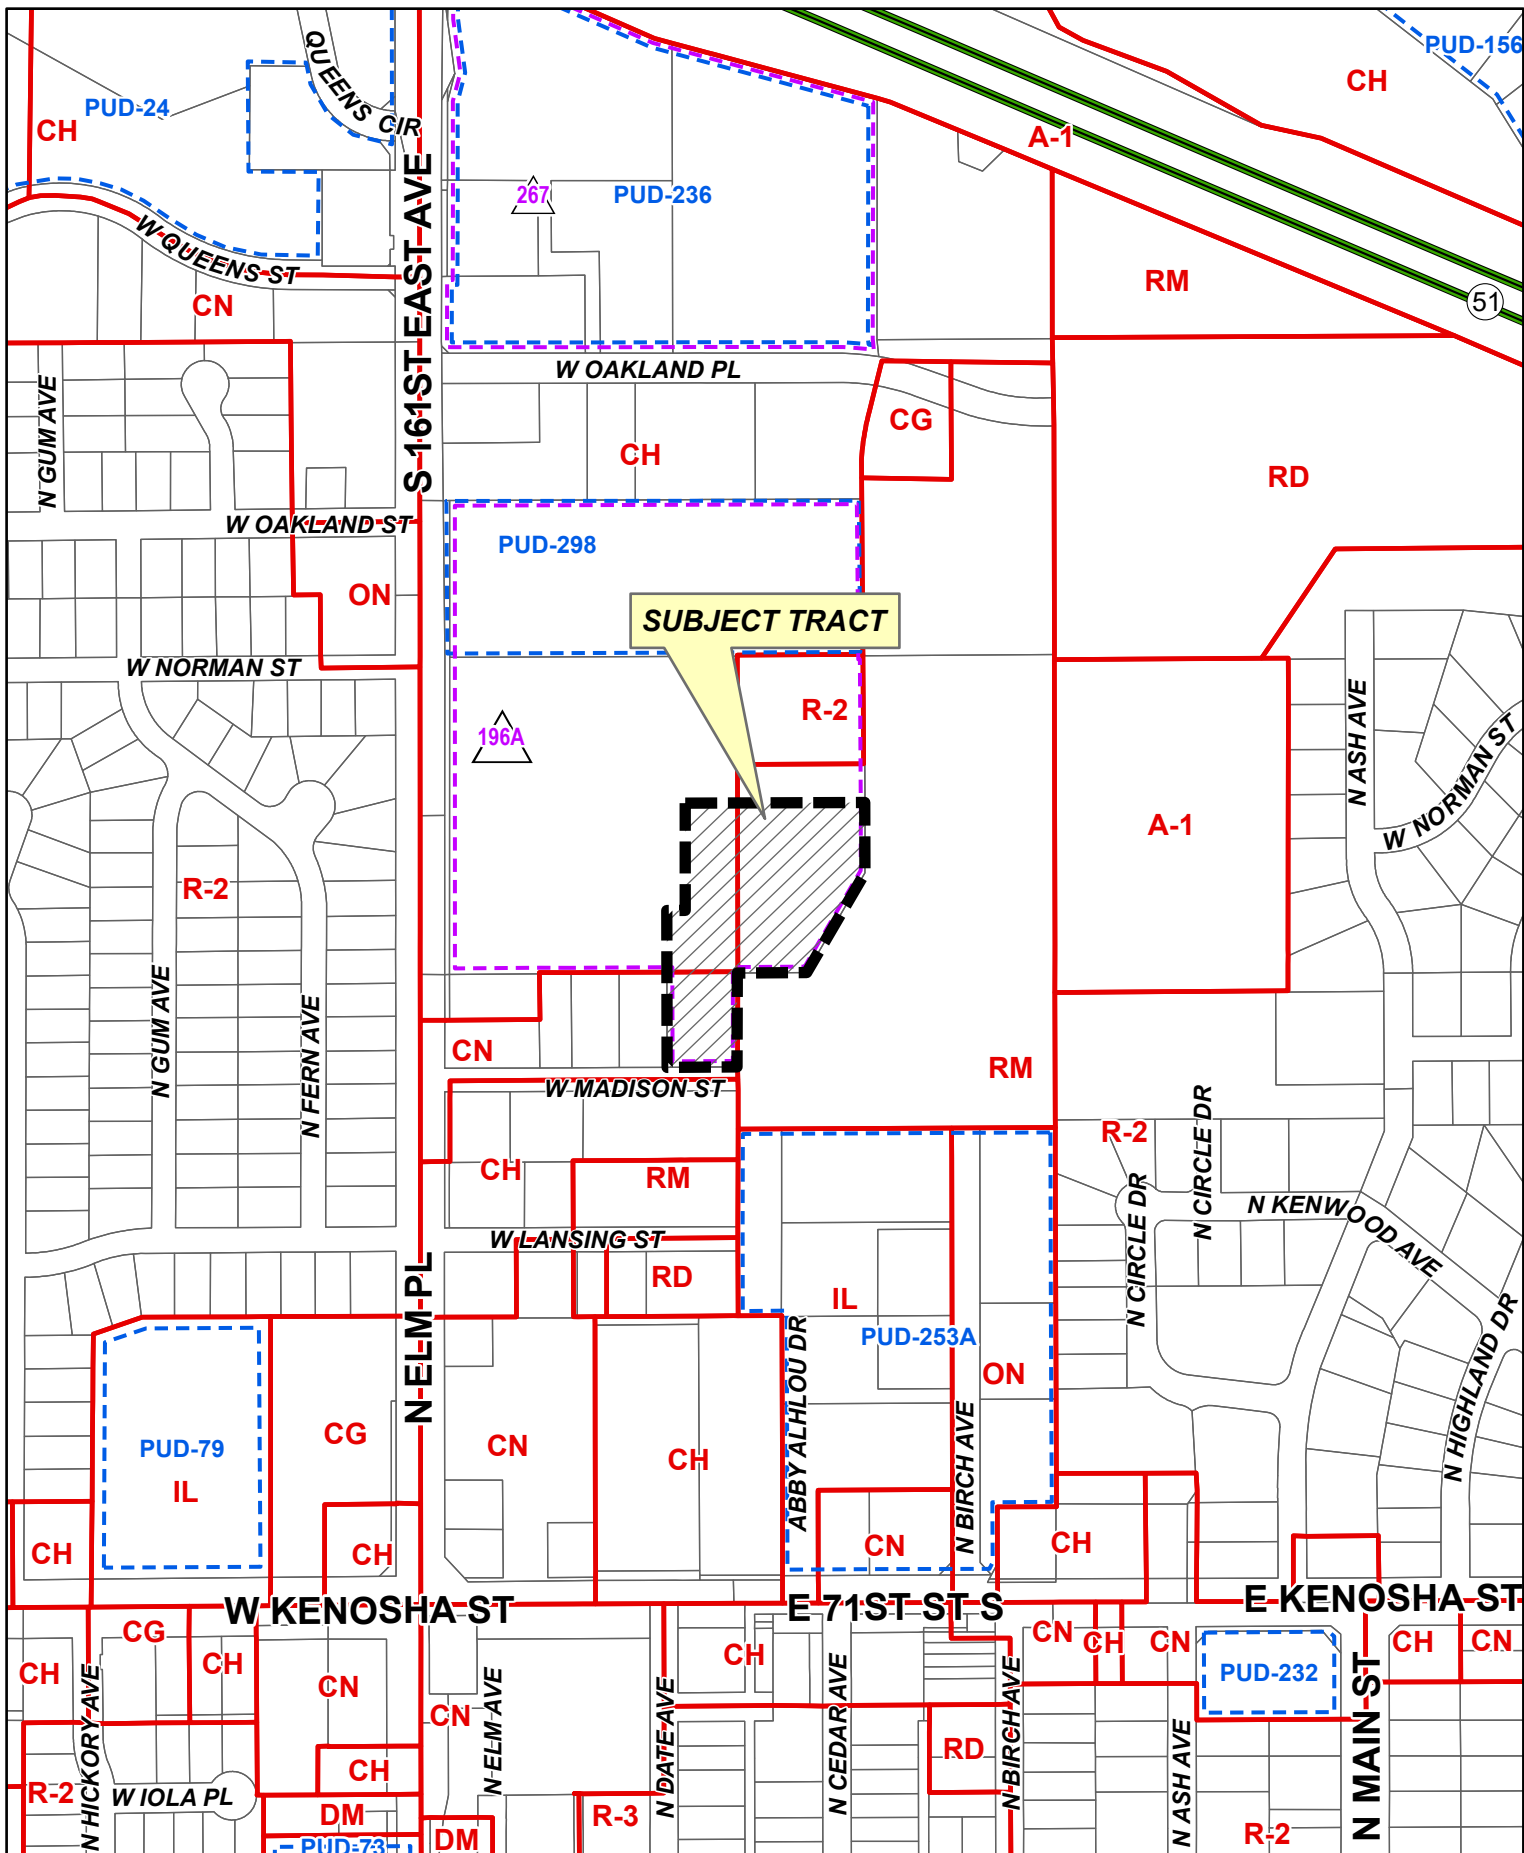 QUEENS CIR
PUD-156
CH
PUD-24
CH
A-1
267
PUD-236
W QUEENS ST
S 161ST EAST AVE
RM
51
CN
W OAKLAND PL
N GUM AVE
CG
CH
RD
W OAKLAND ST
PUD-298
ON
SUBJECT TRACT
W NORMAN ST
R-2
196A
N ASH AVE
W NORMAN ST
A-1
R-2
N GUM AVE
N FERN AVE
CN
RM
W MADISON ST
R-2
N CIRCLE DR
CH
RM
N CIRCLE DR
N KENWOOD AVE
W LANSING ST
RD
IL
N ELM PL
ABBY ALHLOU DR
PUD-253A
ON
N HIGHLAND DR
PUD-79
CG
CN
CH
N BIRCH AVE
IL
CH
CH
CN
CH
W KENOSHA ST
E 71ST ST S
E KENOSHA ST
CG
CH
CH
CN
CH
CN
CH
CN
CH
CN
PUD-232
N HICKORY AVE
CN
N ELM AVE
N DATE AVE
N CEDAR AVE
N BIRCH AVE
N ASH AVE
N MAIN ST
RD
CH
R-2
W IOLA PL
DM
R-3
R-2
PUD-73
DM